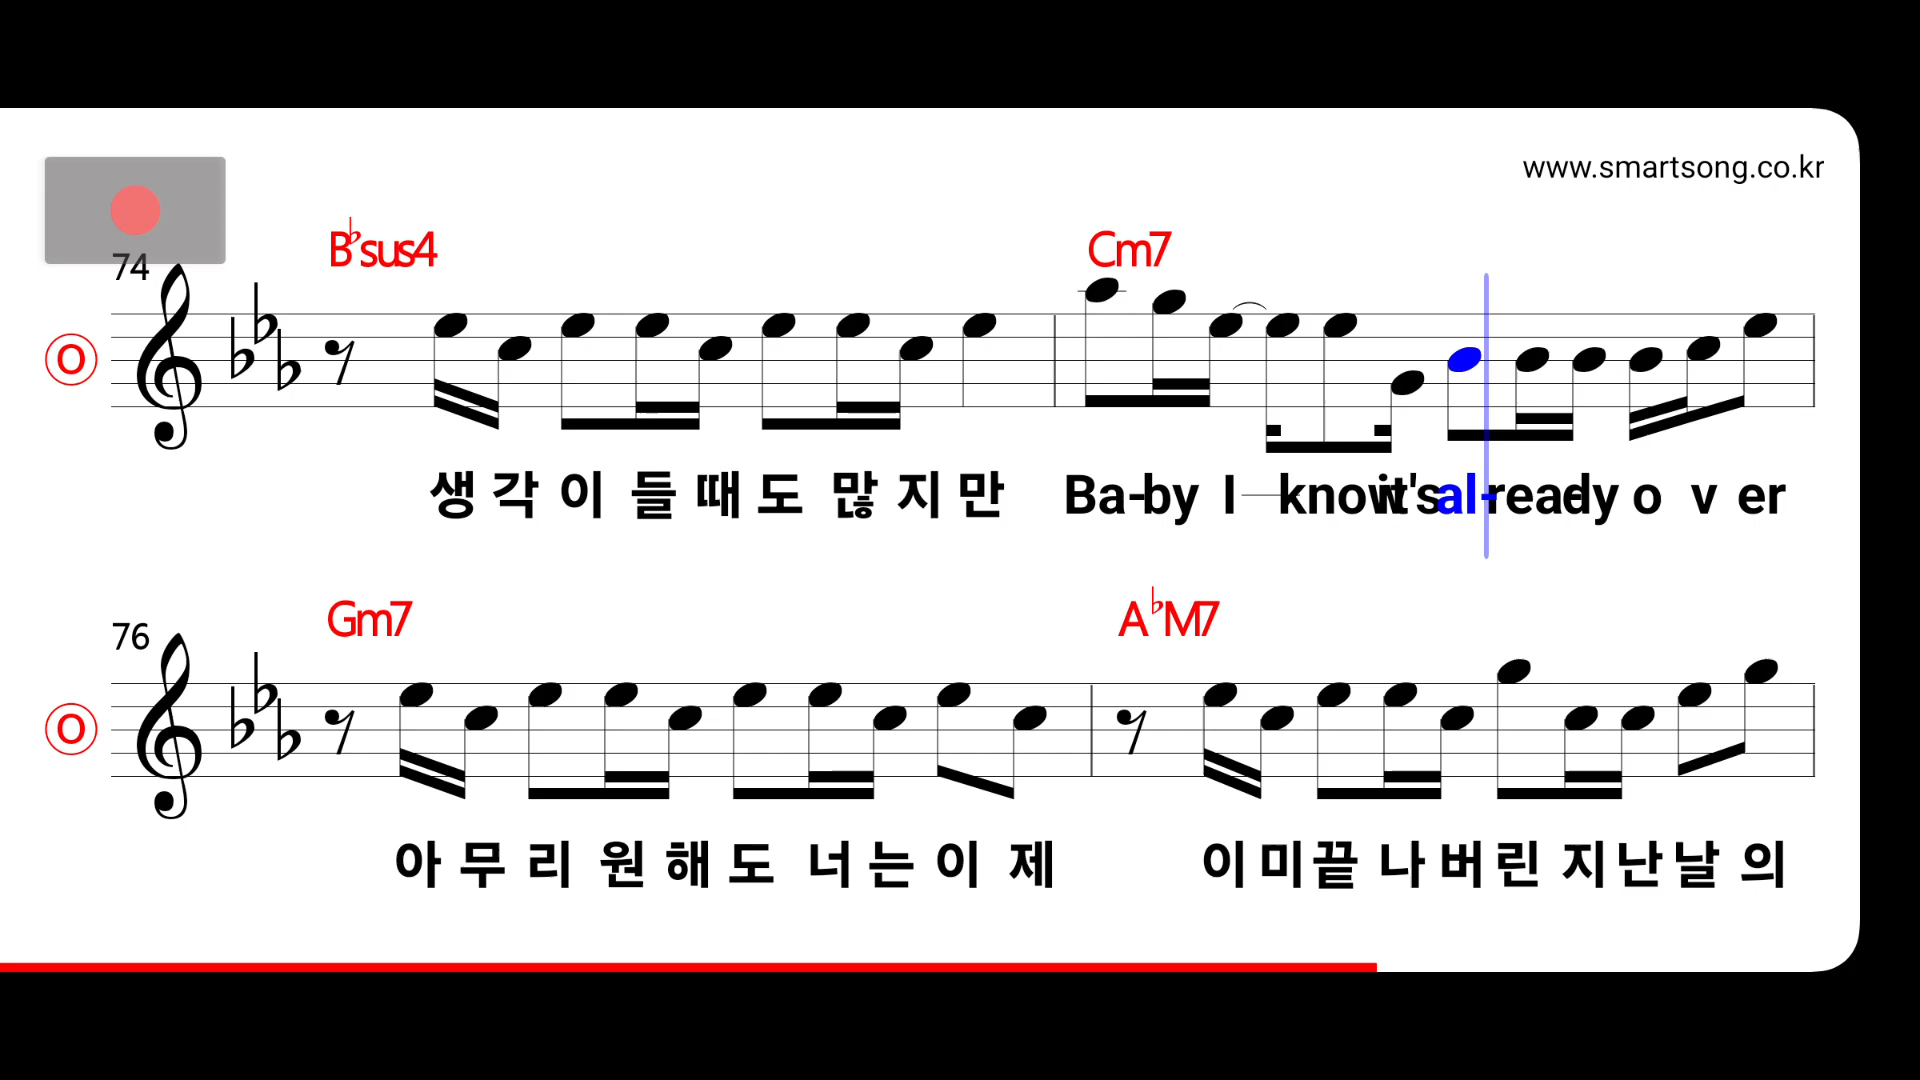 www.smartsong.co.kr
B♭sus4 Cm7
74
O
생 각 이 들 때 도 많 지 만 Ba-by I know it's al-ready o v er
Gm7 A♭M7
76
O
아 무 리 원 해 도 너 는 이 제 이 미 끝 나 버 린 지 난 날 의